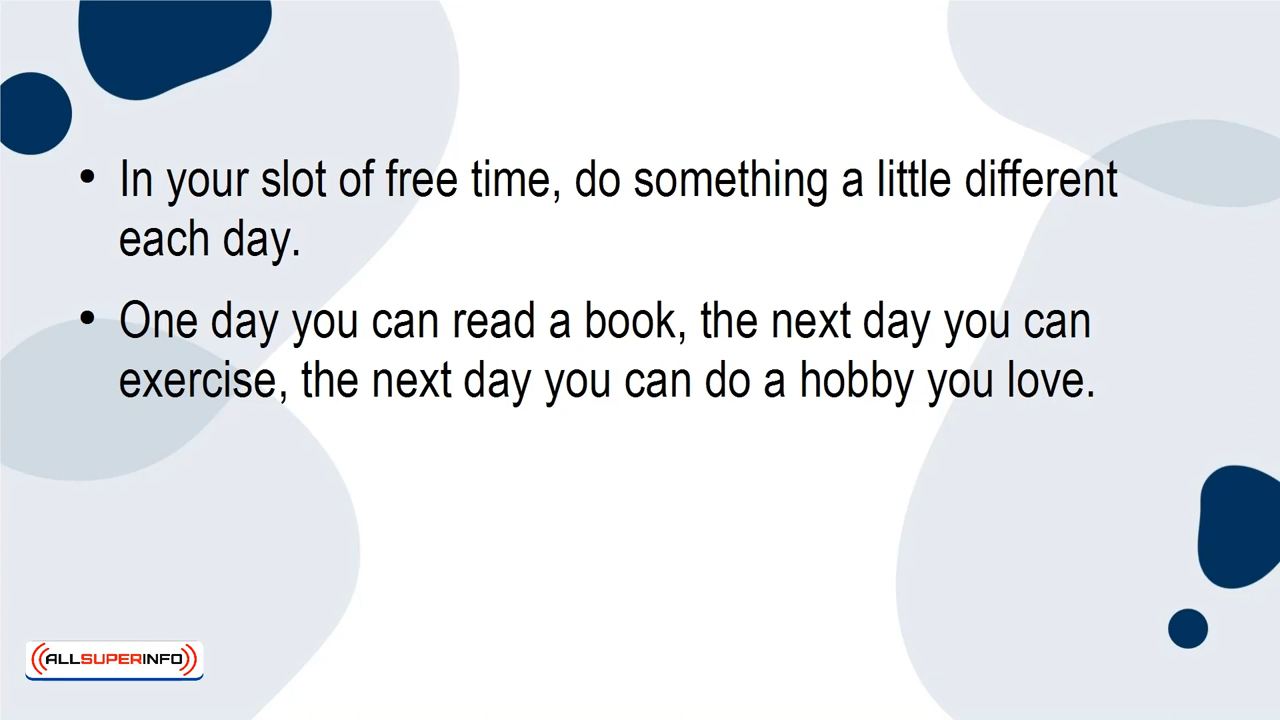 • In your slot of free time, do something a little different
each day.
• One day you can read a book, the next day you can
exercise, the next day you can do a hobby you love.
ALLSUPERINFO